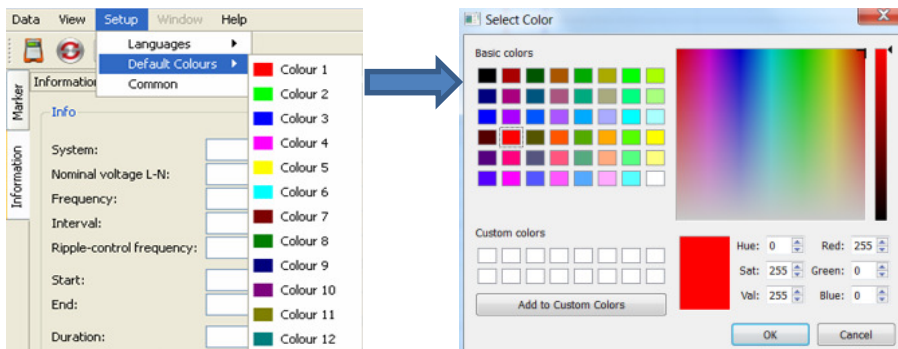 Data View Setup Window Help
Languages
Default Colours
Common
Colour 1
Colour 2
Colour 3
Colour 4
Colour 5
Colour 6
Colour 7
Colour 8
Colour 9
Colour 10
Colour 11
Colour 12
Marker
Information
Informatio
Info
System:
Nominal voltage L-N:
Frequency:
Interval:
Ripple-control frequency:
Start:
End:
Duration:
Select Color
Basic colors
Custom colors
Add to Custom Colors
Hue: 0 Red: 255
Sat: 255 Green: 0
Val: 255 Blue: 0
OK Cancel